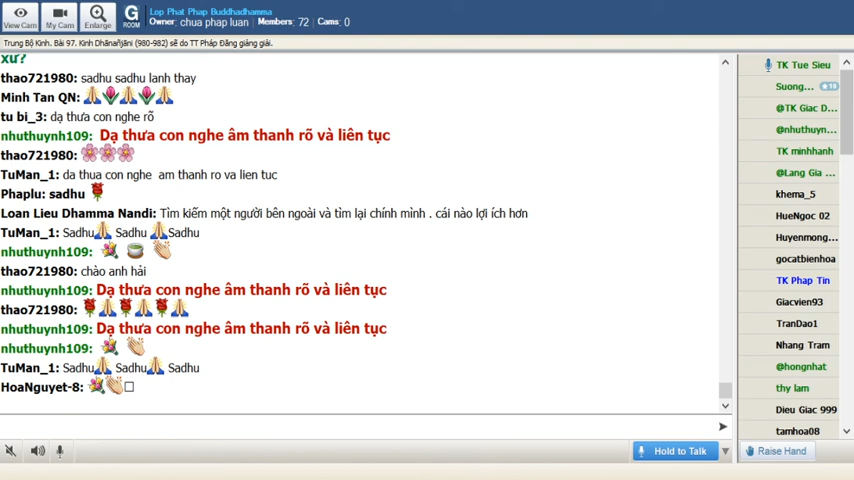 View Cam
My Cam
Enlarge
G
ROOM
Lop Phat Phap Buddhadhamma
Owner: chua phap luan Members: 72 Cams: 0
Trung Bộ Kinh. Bài 97. Kinh Dhānañjāni (980-982) sẽ do TT Pháp Đăng giảng giải.
xứ?
thao721980: sadhu sadhu lanh thay
Minh Tan QN:
tu bi_3: dạ thưa con nghe rõ
nhuthuynh109: Dạ thưa con nghe âm thanh rõ và liên tục
thao721980:
TuMan_1: da thua con nghe am thanh ro va lien tuc
Phaplu: sadhu
Loan Lieu Dhamma Nandi: Tìm kiếm một người bên ngoài và tìm lại chính mình . cái nào lợi ích hơn
TuMan_1: Sadhu Sadhu Sadhu
nhuthuynh109:
thao721980: chào anh hải
nhuthuynh109: Dạ thưa con nghe âm thanh rõ và liên tục
thao721980:
nhuthuynh109: Dạ thưa con nghe âm thanh rõ và liên tục
nhuthuynh109:
TuMan_1: Sadhu Sadhu Sadhu
HoaNguyet-8:
Hold to Talk
TK Tue Sieu
Suong... 10
@TK Giac D...
@nhuthuyn...
TK minhhanh
@Lang Gia ...
khema_5
HueNgoc 02
Huyenmong...
gocatbienhoa
TK Phap Tin
Giacvien93
TranDao1
Nhang Tram
@hongnhat
thy lam
Dieu Giac 999
tamhoa08
Raise Hand